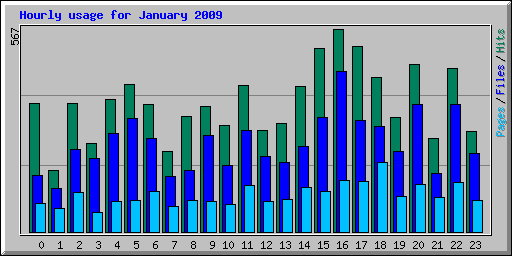 Hourly usage for January 2009
567
Pages/Files/Hits
0 1 2 3 4 5 6 7 8 9 10 11 12 13 14 15 16 17 18 19 20 21 22 23